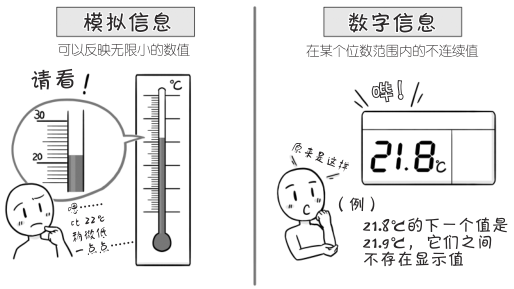 模拟信息
可以反映无限小的数值
请看!
℃
30
20
嗯……
比22℃
稍微低
一点点……
数字信息
在某个位数范围内的不连续值
哔!
21.8℃
原来是这样
(例)
21.8℃的下一个值是
21.9℃，它们之间
不存在显示值